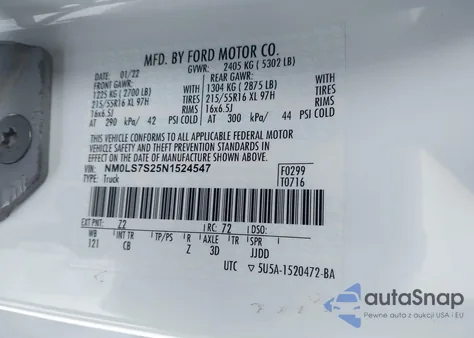 MFD. BY FORD MOTOR CO.
DATE: 01/22 GVWR: 2405 KG ( 5302 LB)
FRONT GAWR: REAR GAWR:
1225 KG ( 2700 LB) 1304 KG ( 2875 LB)
215/55R16 XL 97H TIRES 215/55R16 XL 97H TIRES
16x6.5J RIMS 16x6.5J RIMS
AT 290 kPa/ 42 PSI COLD AT 300 kPa/ 44 PSI COLD
THIS VEHICLE CONFORMS TO ALL APPLICABLE FEDERAL MOTOR
VEHICLE SAFETY AND THEFT PREVENTION STANDARDS IN EFFECT
ON THE DATE OF MANUFACTURE SHOWN ABOVE.
VIN: NM0LS7S25N1524547 F0299
TYPE: Truck T0716
EXT PNT: Z2 RC: 72 DSO:
WB INT TR TP/PS R AXLE TR SPR
121 CB Z 3D JJDD
UTC ▽ 5U5A-1520472-BA
autoSnap
Pewne auto z USA i EU